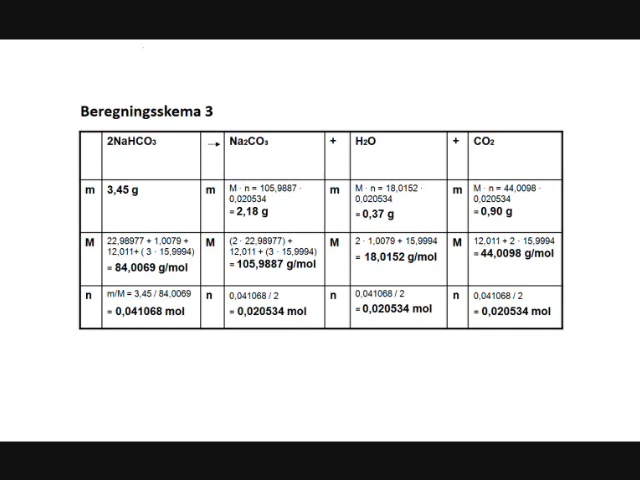 Beregningsskema 3
2NaHCO₃ → Na₂CO₃ + H₂O + CO₂
m 3,45 g m M · n = 105,9887 · m M · n = 18,0152 · m M · n = 44,0098 ·
0,020534 0,020534 0,020534
= 2,18 g = 0,37 g = 0,90 g
M 22,98977 + 1,0079 + M (2 · 22,98977) + M 2 · 1,0079 + 15,9994 M 12,011 + 2 · 15,9994
12,011+ ( 3 · 15,9994) 12,011 + (3 · 15,9994)
= 84,0069 g/mol = 105,9887 g/mol = 18,0152 g/mol = 44,0098 g/mol
n m/M = 3,45 / 84,0069 n 0,041068 / 2 n 0,041068 / 2 n 0,041068 / 2
= 0,041068 mol = 0,020534 mol = 0,020534 mol = 0,020534 mol